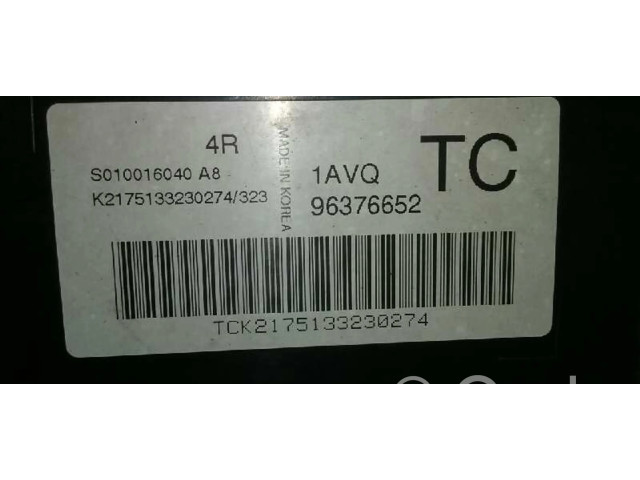 4R
S010016040 A8
K2175133230274/323
MADE IN KOREA
TC
1AVQ
96376652
TCK2175133230274